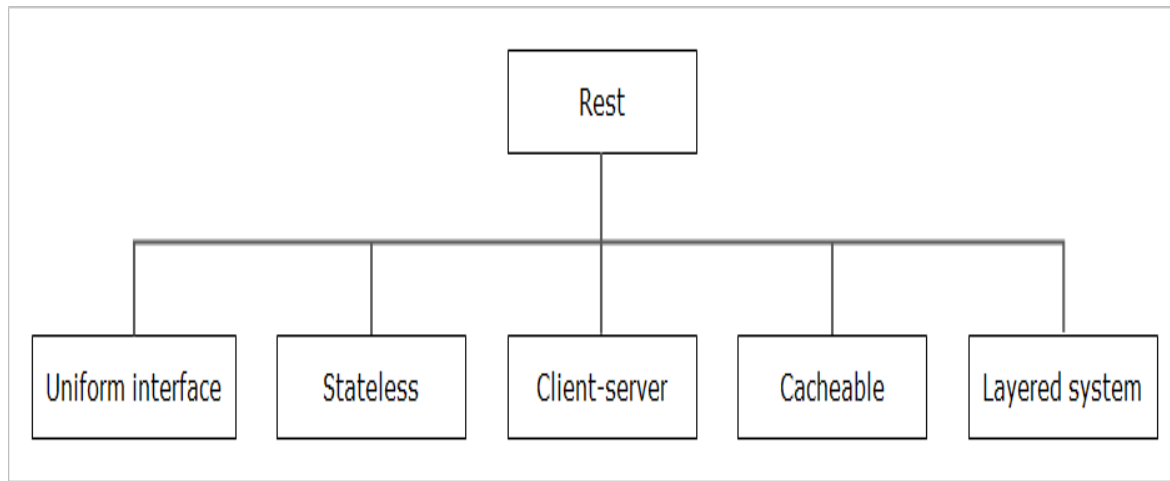 Rest
Uniform interface
Stateless
Client-server
Cacheable
Layered system